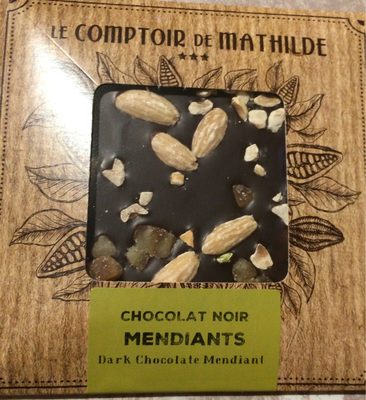 LE COMPTOIR DE MATHILDE
CHOCOLAT NOIR
MENDIANTS
Dark Chocolate Mendiant